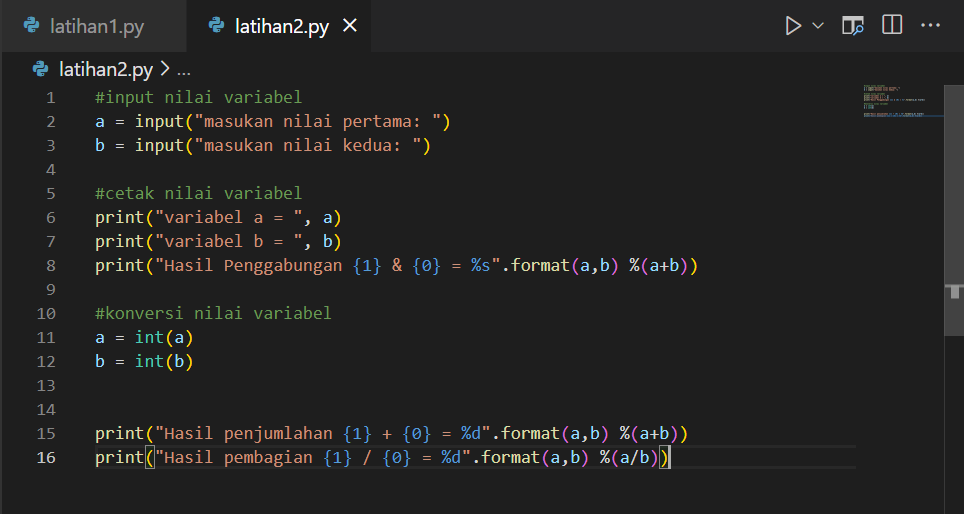 latihan1.py
latihan2.py
latihan2.py > ...
1 #input nilai variabel
2 a = input("masukan nilai pertama: ")
3 b = input("masukan nilai kedua: ")
4
5 #cetak nilai variabel
6 print("variabel a = ", a)
7 print("variabel b = ", b)
8 print("Hasil Penggabungan {1} & {0} = %s".format(a,b) %(a+b))
9
10 #konversi nilai variabel
11 a = int(a)
12 b = int(b)
13
14
15 print("Hasil penjumlahan {1} + {0} = %d".format(a,b) %(a+b))
16 print("Hasil pembagian {1} / {0} = %d".format(a,b) %(a/b))